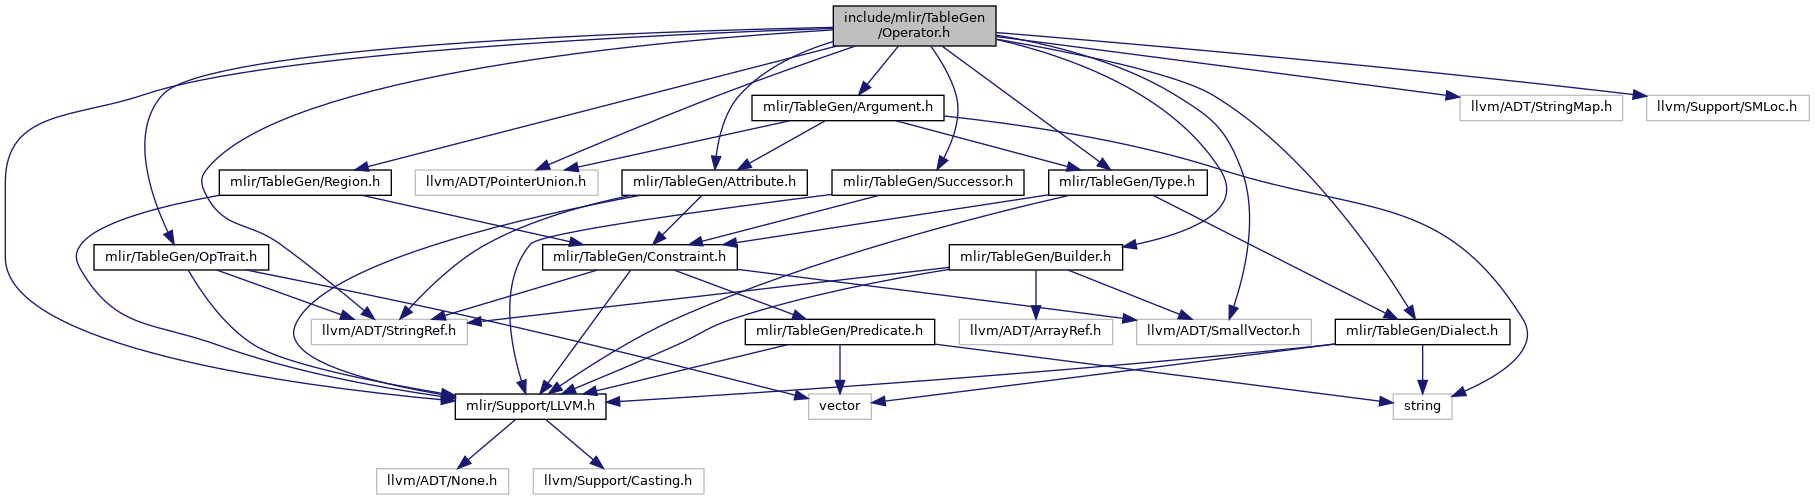 include/mlir/TableGen
/Operator.h
mlir/TableGen/Argument.h
llvm/ADT/StringMap.h
llvm/Support/SMLoc.h
mlir/TableGen/Region.h
llvm/ADT/PointerUnion.h
mlir/TableGen/Attribute.h
mlir/TableGen/Successor.h
mlir/TableGen/Type.h
mlir/TableGen/OpTrait.h
mlir/TableGen/Constraint.h
mlir/TableGen/Builder.h
llvm/ADT/StringRef.h
mlir/TableGen/Predicate.h
llvm/ADT/ArrayRef.h
llvm/ADT/SmallVector.h
mlir/TableGen/Dialect.h
mlir/Support/LLVM.h
vector
string
llvm/ADT/None.h
llvm/Support/Casting.h